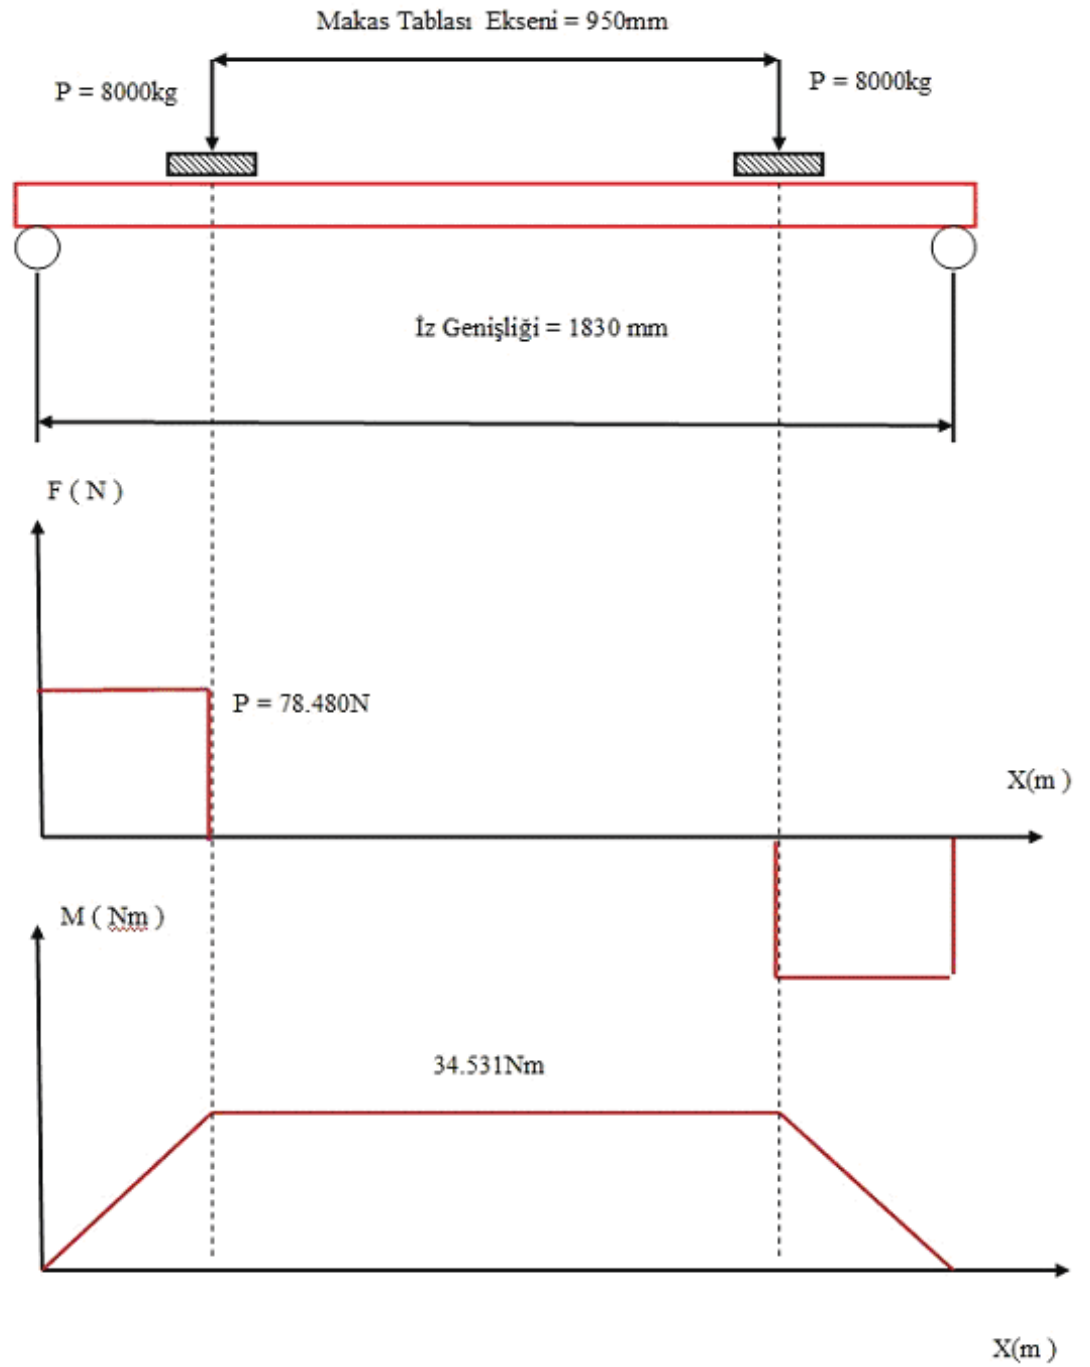 Makas Tablası Ekseni = 950mm
P = 8000kg
P = 8000kg
İz Genişliği = 1830 mm
F ( N )
P = 78.480N
X(m )
M ( Nm )
34.531Nm
X(m )